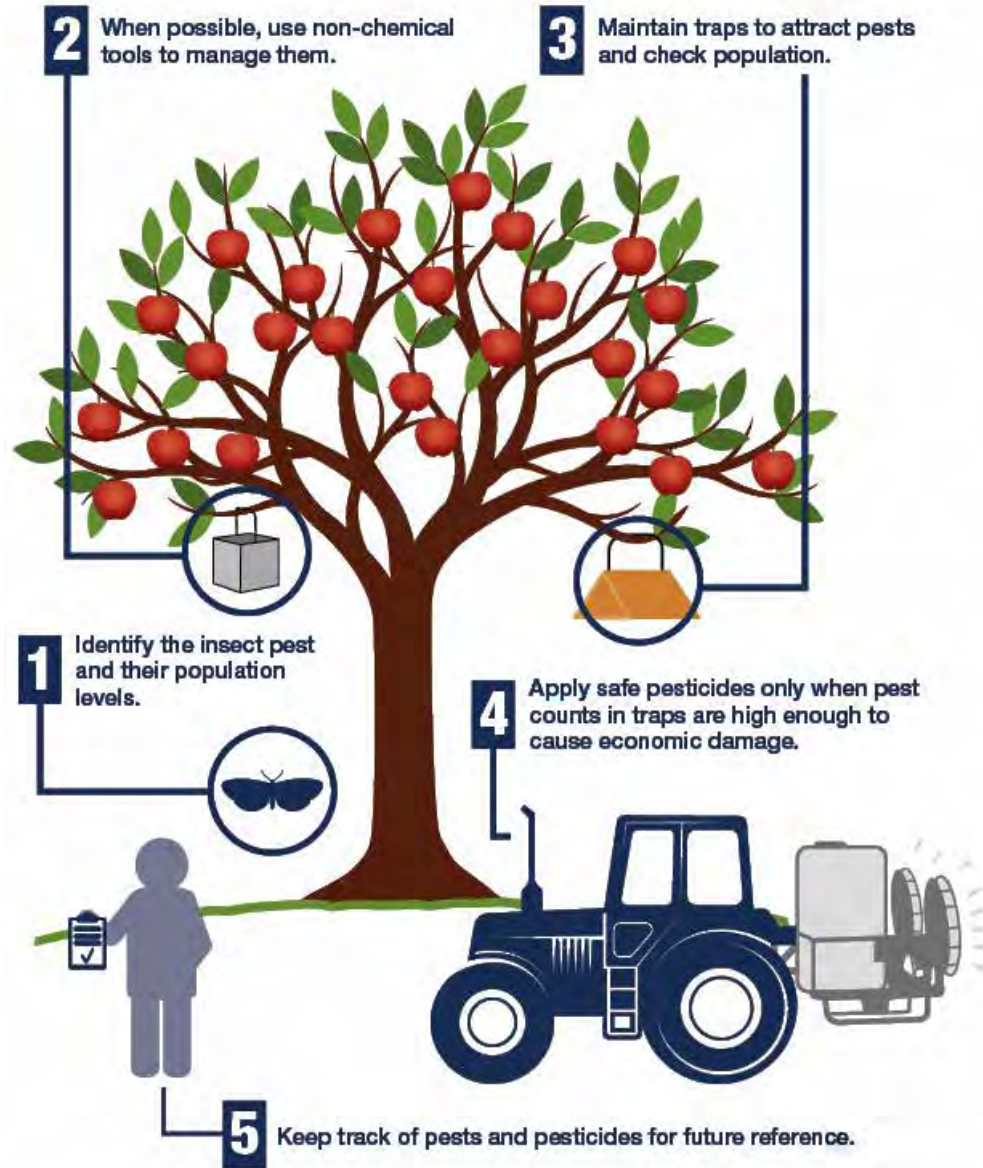 2
When possible, use non-chemical
tools to manage them.
3
Maintain traps to attract pests
and check population.
1
Identify the insect pest
and their population
levels.
4
Apply safe pesticides only when pest
counts in traps are high enough to
cause economic damage.
5
Keep track of pests and pesticides for future reference.